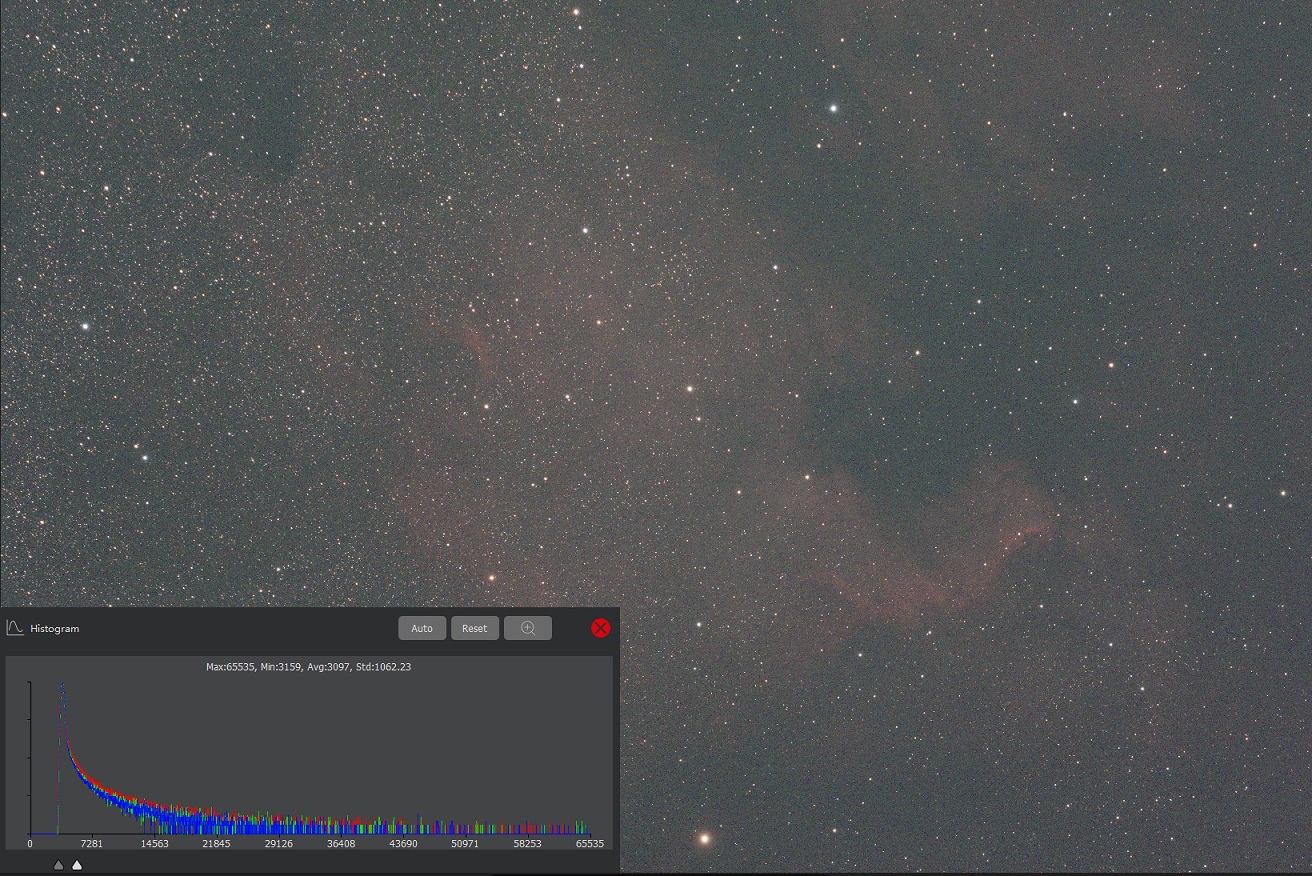 Histogram
Auto
Reset
Max:65535, Min:3159, Avg:3097, Std:1062.23
0 7281 14563 21845 29126 36408 43690 50971 58253 65535